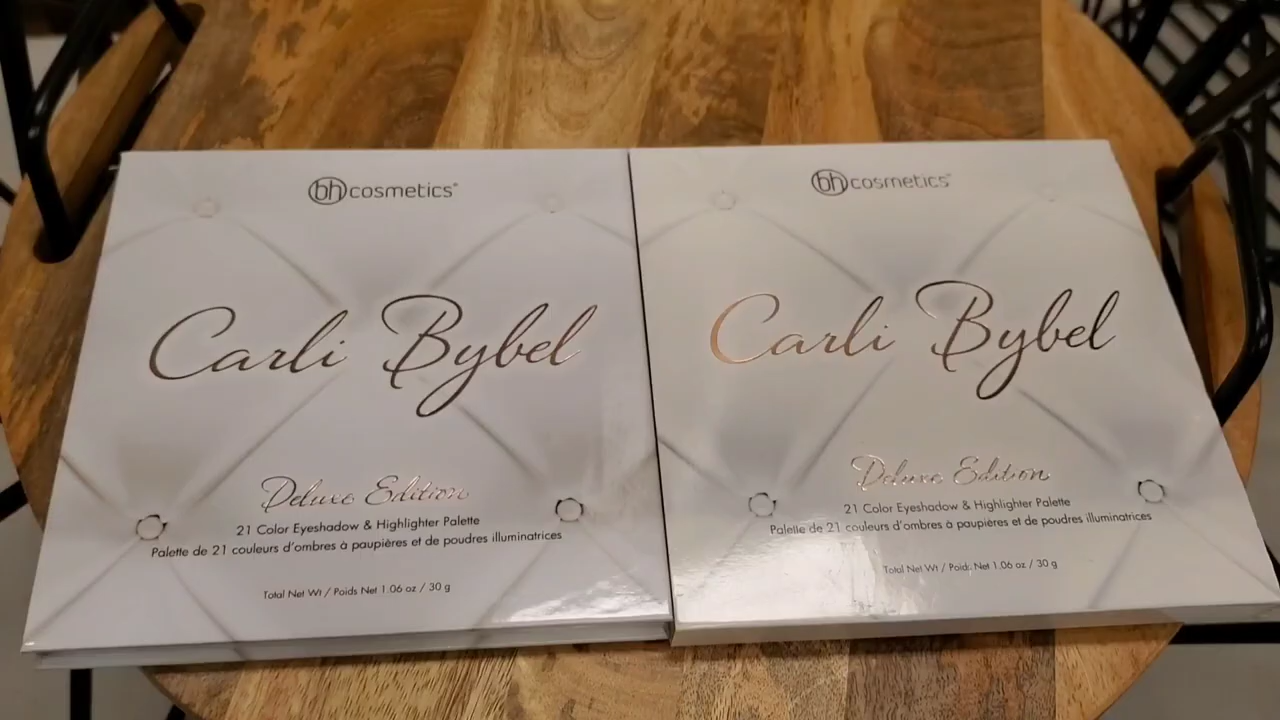 bh cosmetics®
Carli Bybel
Deluxe Edition
21 Color Eyeshadow & Highlighter Palette
Palette de 21 couleurs d'ombres à paupières et de poudres illuminatrices
Total Net Wt / Poids Net 1.06 oz / 30 g
bh cosmetics®
Carli Bybel
Deluxe Edition
21 Color Eyeshadow & Highlighter Palette
Palette de 21 couleurs d'ombres à paupières et de poudres illuminatrices
Total Net Wt / Poids Net 1.06 oz / 30 g